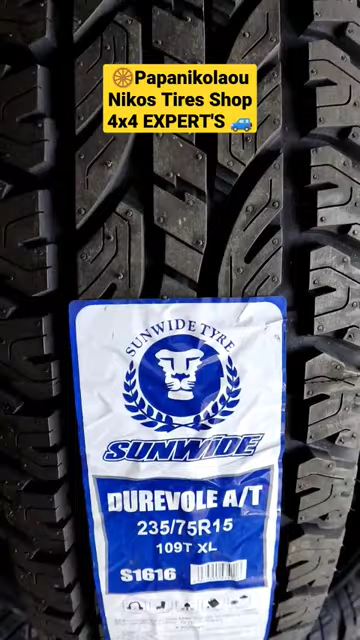 Papanikolaou
Nikos Tires Shop
4x4 EXPERT'S
SUNWIDE TYRE
SUNWIDE
DUREVOLE A/T
235/75R15
109T XL
S1616